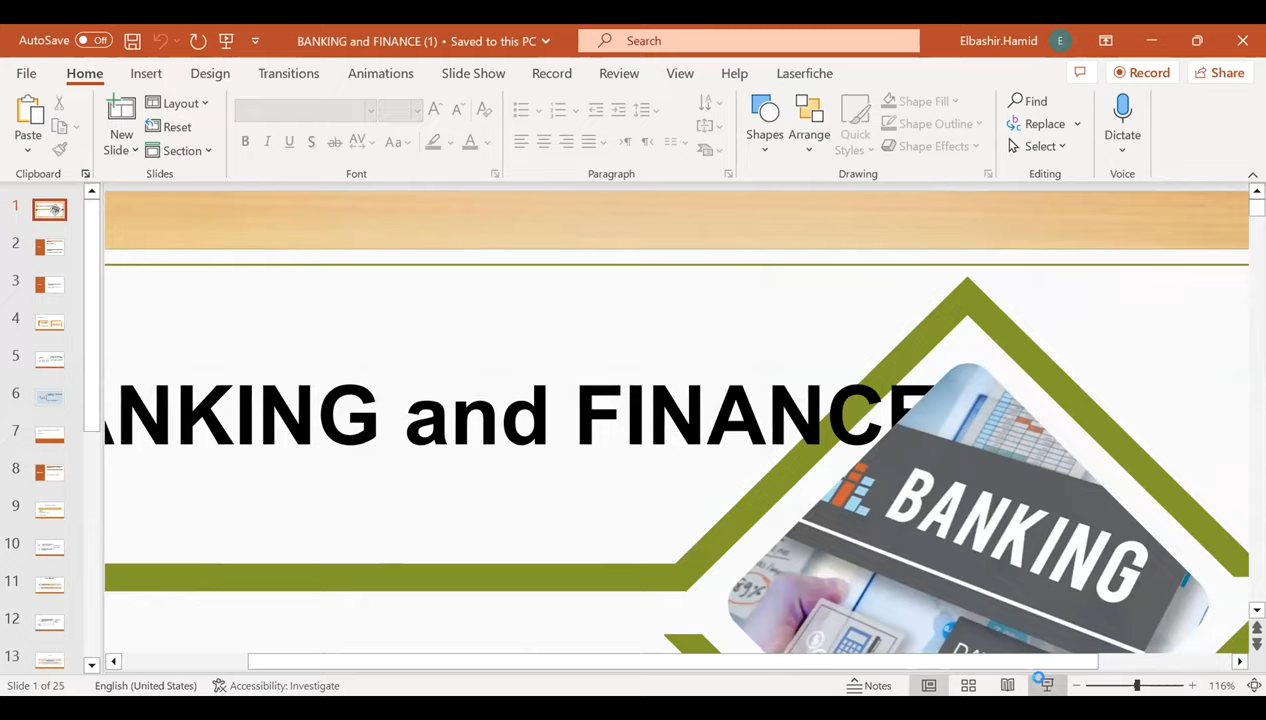 AutoSave Off BANKING and FINANCE (1) • Saved to this PC Search Elbashir.Hamid E
File Home Insert Design Transitions Animations Slide Show Record Review View Help Laserfiche Record Share
Paste New Slide Layout Reset Section
B I U S ab AV Aa A
Shapes Arrange Quick Styles Shape Fill Shape Outline Shape Effects
Find Replace Select Dictate
Clipboard Slides Font Paragraph Drawing Editing Voice
1
2
3
4
5
6
7
8
9
10
11
12
13
ANKING and FINANCE
BANKING
Slide 1 of 25 English (United States) Accessibility: Investigate Notes 116%